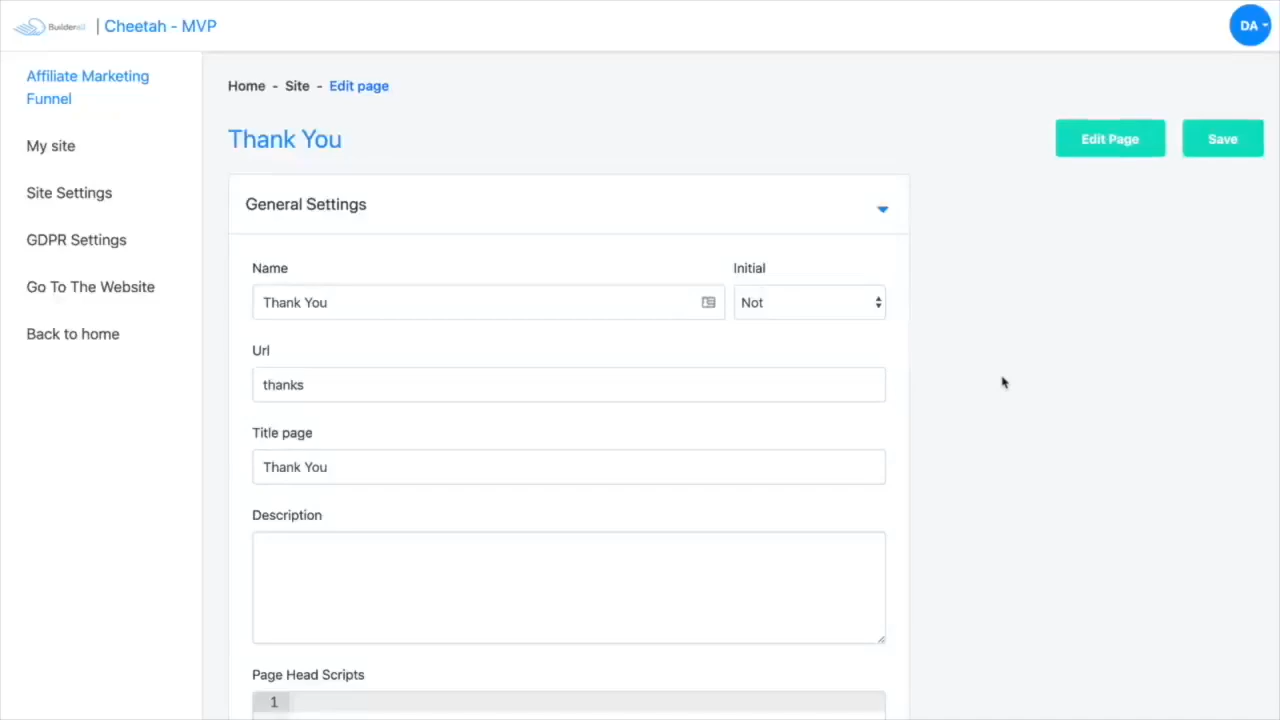 Builderall | Cheetah - MVP
DA
Affiliate Marketing
Funnel
My site
Site Settings
GDPR Settings
Go To The Website
Back to home
Home - Site - Edit page
Thank You
Edit Page
Save
General Settings
Name
Initial
Thank You
Not
Url
thanks
Title page
Thank You
Description
Page Head Scripts
1